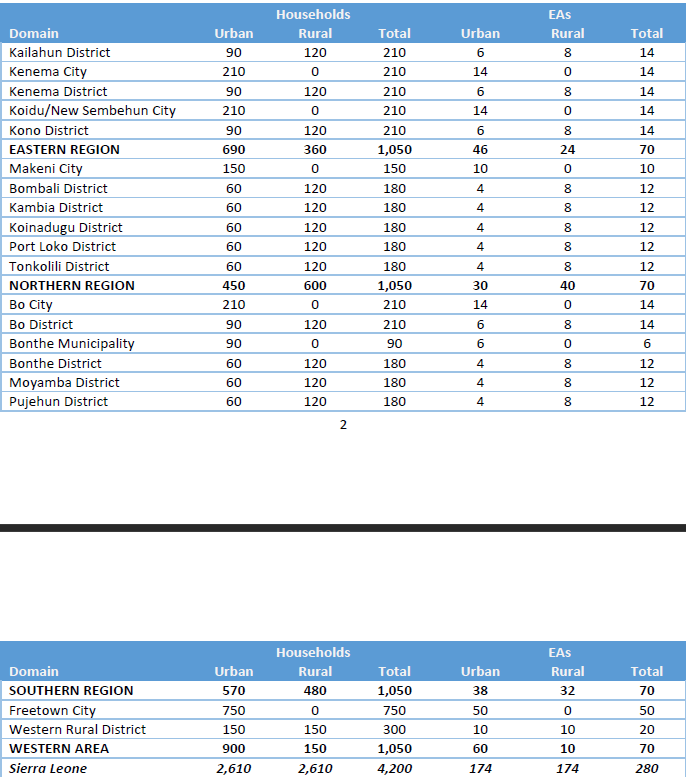 Households EAs
Domain Urban Rural Total Urban Rural Total
Kailahun District 90 120 210 6 8 14
Kenema City 210 0 210 14 0 14
Kenema District 90 120 210 6 8 14
Koidu/New Sembehun City 210 0 210 14 0 14
Kono District 90 120 210 6 8 14
EASTERN REGION 690 360 1,050 46 24 70
Makeni City 150 0 150 10 0 10
Bombali District 60 120 180 4 8 12
Kambia District 60 120 180 4 8 12
Koinadugu District 60 120 180 4 8 12
Port Loko District 60 120 180 4 8 12
Tonkolili District 60 120 180 4 8 12
NORTHERN REGION 450 600 1,050 30 40 70
Bo City 210 0 210 14 0 14
Bo District 90 120 210 6 8 14
Bonthe Municipality 90 0 90 6 0 6
Bonthe District 60 120 180 4 8 12
Moyamba District 60 120 180 4 8 12
Pujehun District 60 120 180 4 8 12
2
Households EAs
Domain Urban Rural Total Urban Rural Total
SOUTHERN REGION 570 480 1,050 38 32 70
Freetown City 750 0 750 50 0 50
Western Rural District 150 150 300 10 10 20
WESTERN AREA 900 150 1,050 60 10 70
Sierra Leone 2,610 2,610 4,200 174 174 280